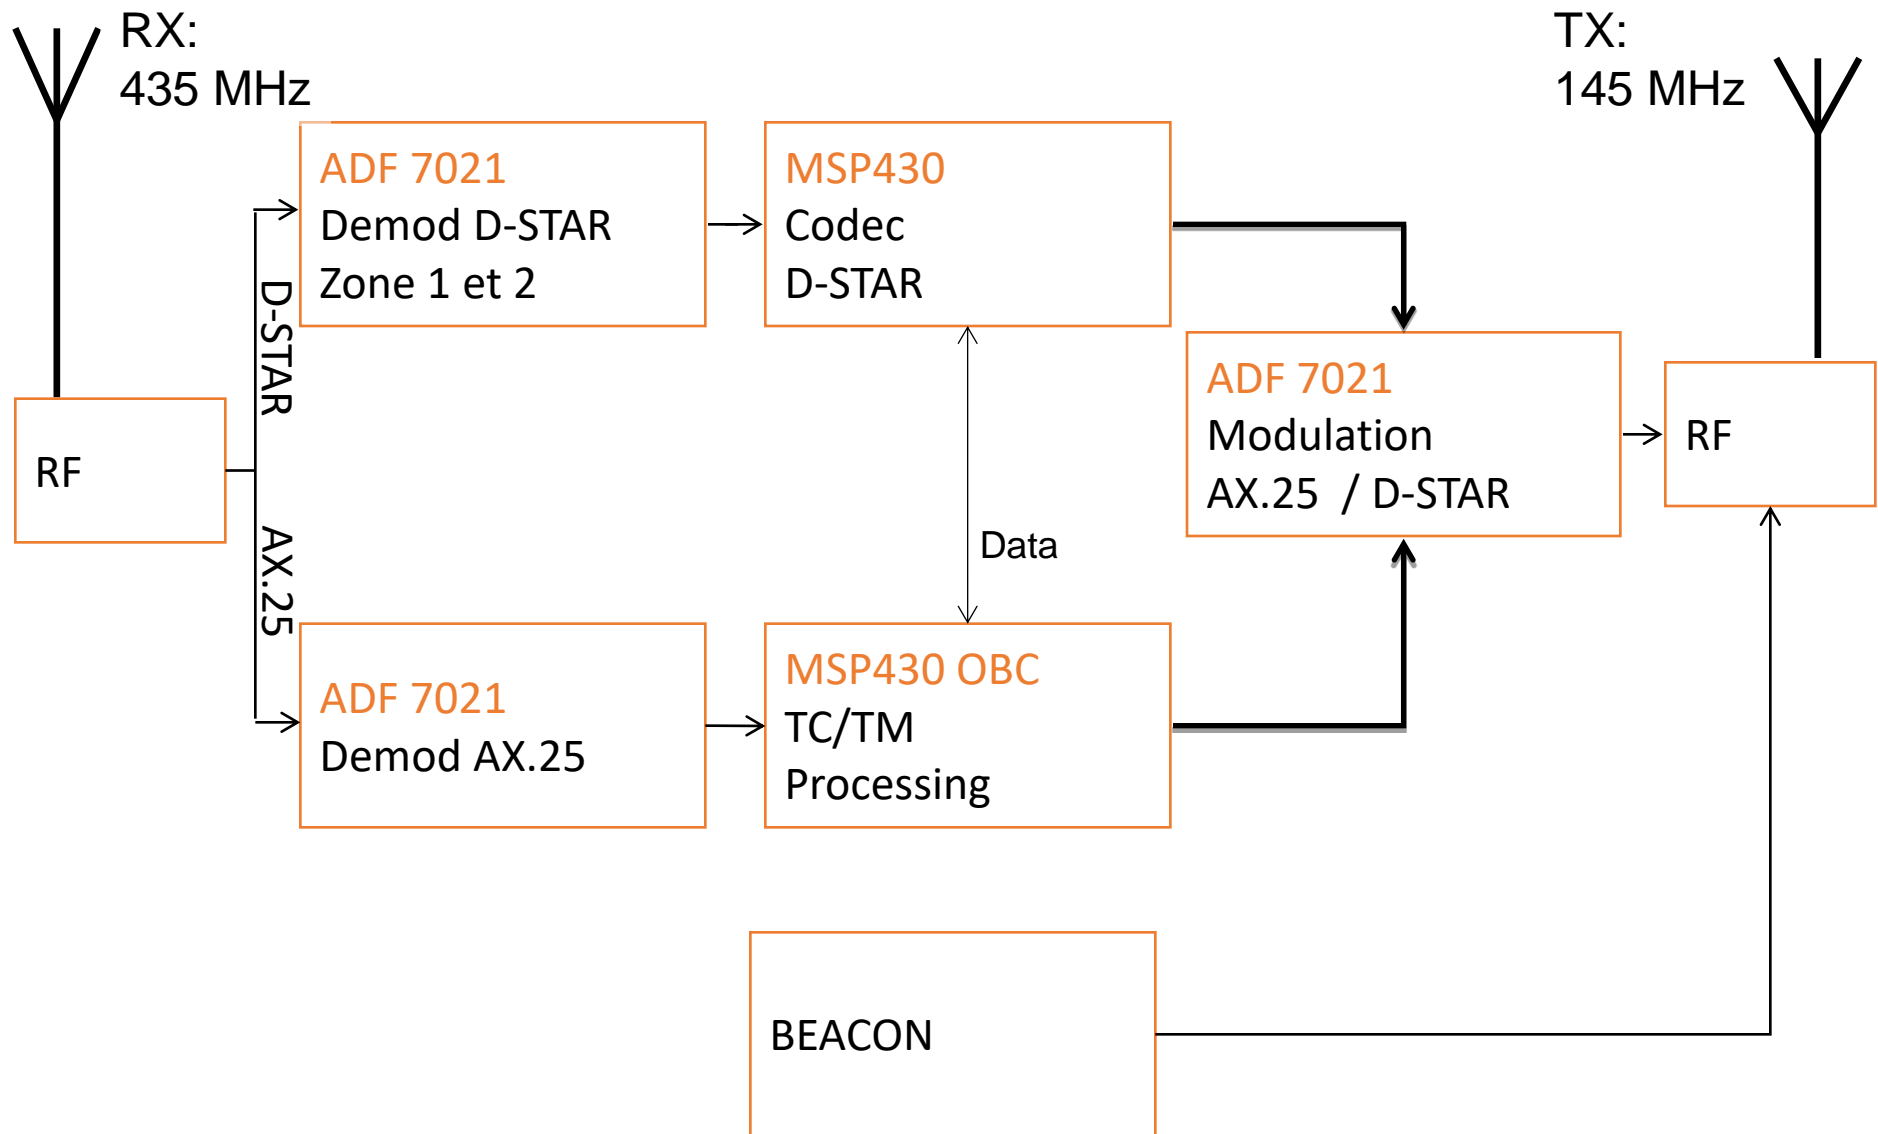 RX:
435 MHz
TX:
145 MHz
ADF 7021
Demod D-STAR
Zone 1 et 2
MSP430
Codec
D-STAR
D-STAR
ADF 7021
Modulation
AX.25 / D-STAR
RF
RF
AX.25
Data
ADF 7021
Demod AX.25
MSP430 OBC
TC/TM
Processing
BEACON